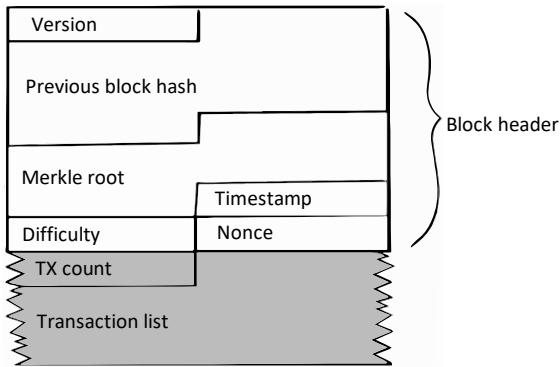 Version
Previous block hash
Block header
Merkle root
Timestamp
Difficulty
Nonce
TX count
Transaction list